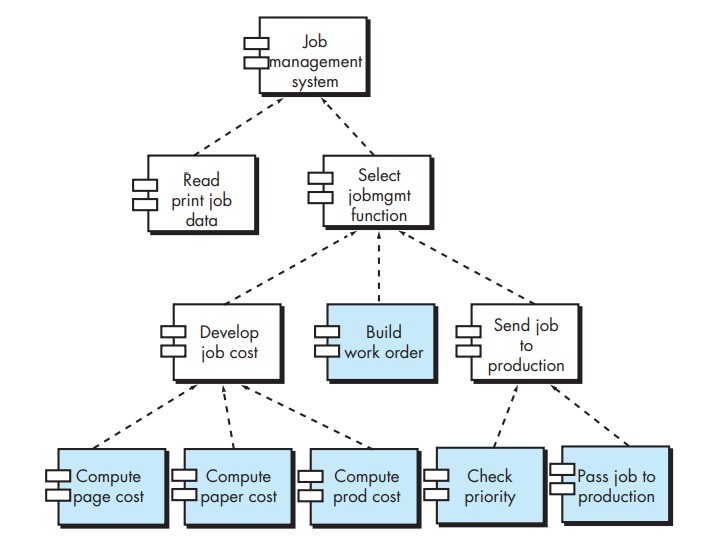 Job
management
system
Read
print job
data
Select
jobmgmt
function
Develop
job cost
Build
work order
Send job
to
production
Compute
page cost
Compute
paper cost
Compute
prod cost
Check
priority
Pass job to
production